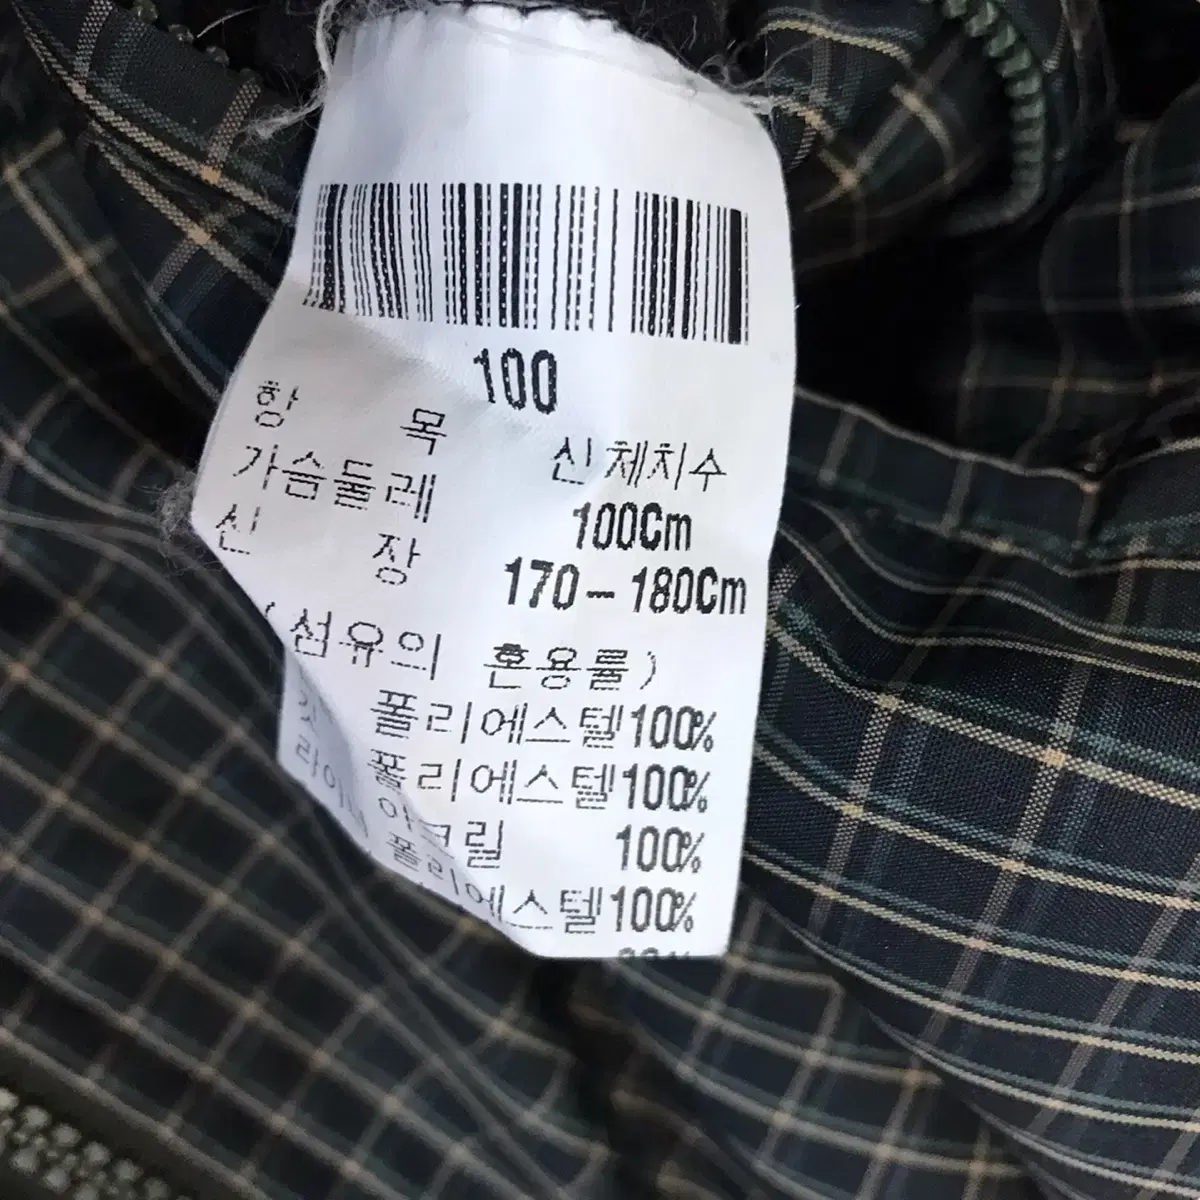 100
항 목 신체치수
가슴둘레 100Cm
신 장 170-180Cm
(섬유의 혼용률)
폴리에스텔100%
폴리에스텔100%
아크릴 100%
폴리에스텔100%